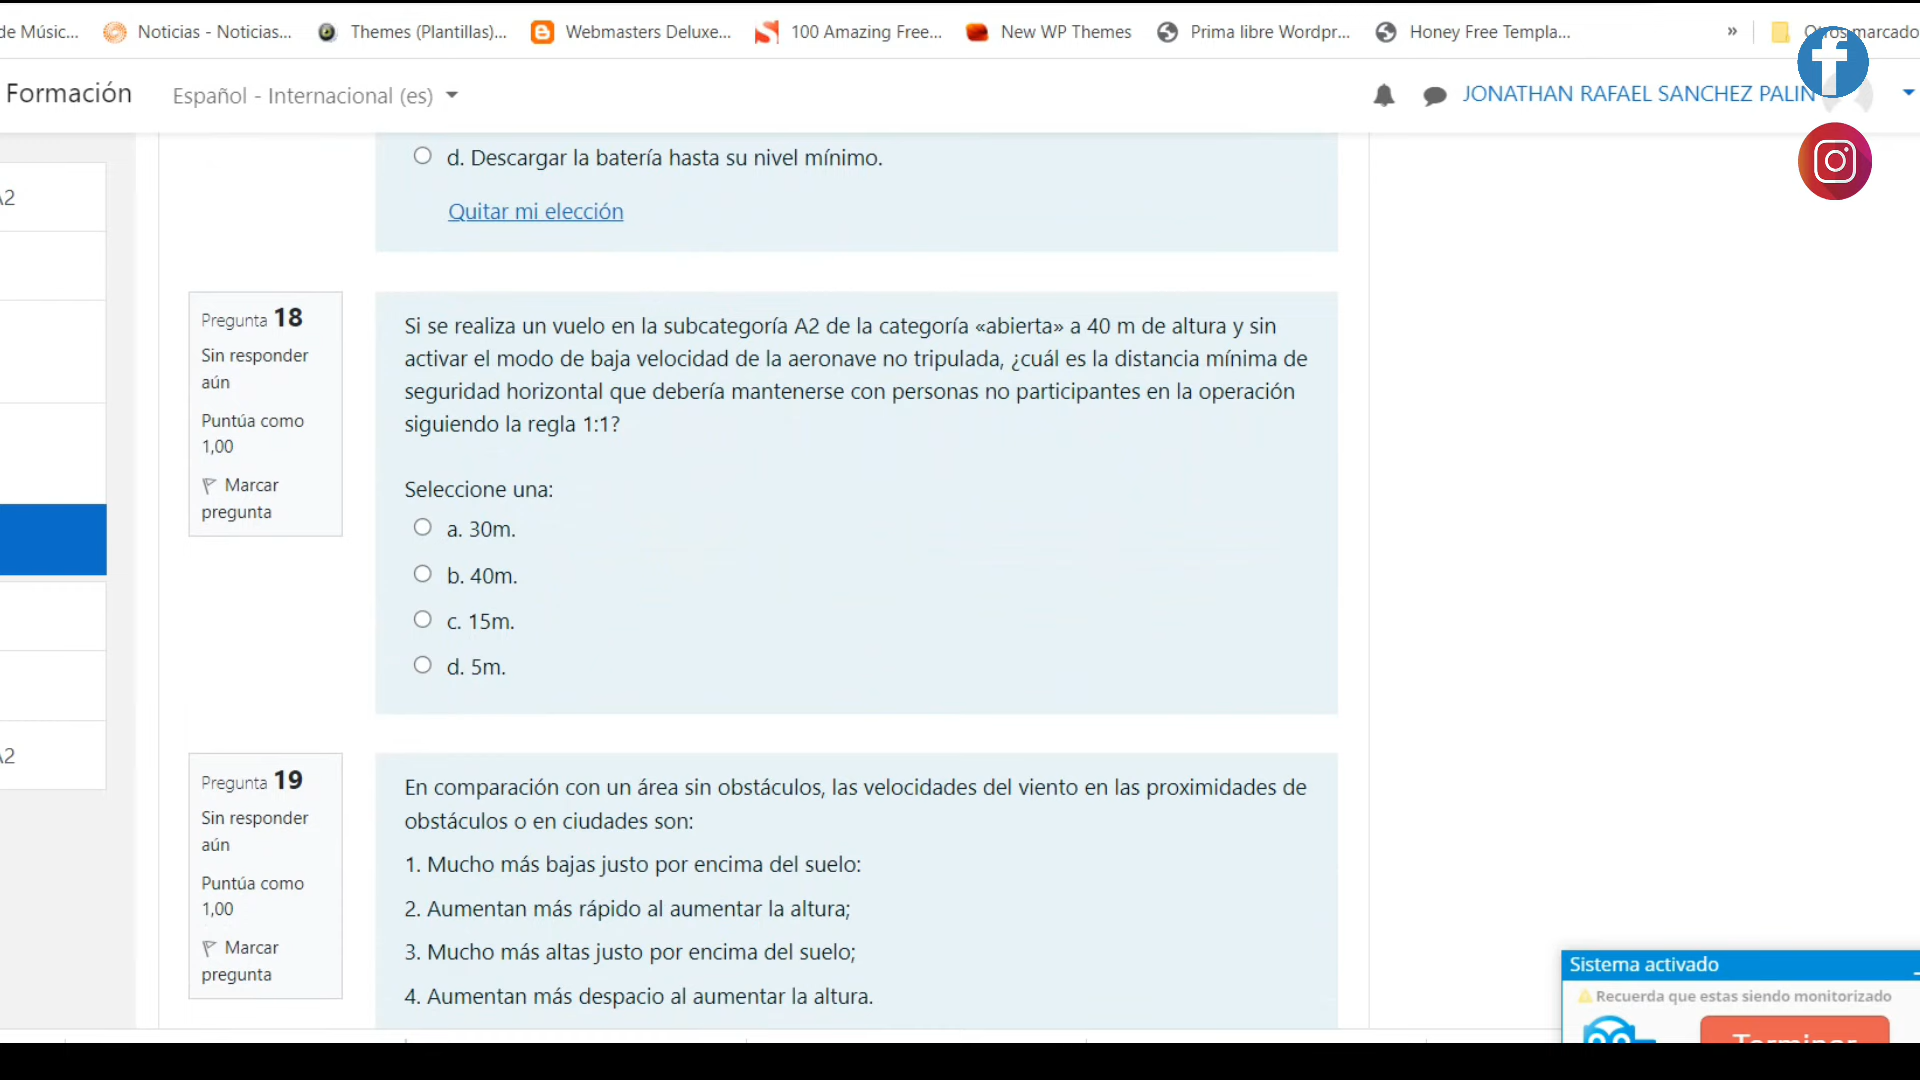 de Músic...
Noticias - Noticias...
Themes (Plantillas)...
Webmasters Deluxe...
100 Amazing Free...
New WP Themes
Prima libre Wordpr...
Honey Free Templa...
»
Otros marcado
Formación
Español - Internacional (es)
JONATHAN RAFAEL SANCHEZ PALIN
A2
d. Descargar la batería hasta su nivel mínimo.
Quitar mi elección
Pregunta 18
Sin responder
aún
Puntúa como
1,00
Marcar
pregunta
Si se realiza un vuelo en la subcategoría A2 de la categoría «abierta» a 40 m de altura y sin
activar el modo de baja velocidad de la aeronave no tripulada, ¿cuál es la distancia mínima de
seguridad horizontal que debería mantenerse con personas no participantes en la operación
siguiendo la regla 1:1?
Seleccione una:
a. 30m.
b. 40m.
c. 15m.
d. 5m.
A2
Pregunta 19
Sin responder
aún
Puntúa como
1,00
Marcar
pregunta
En comparación con un área sin obstáculos, las velocidades del viento en las proximidades de
obstáculos o en ciudades son:
1. Mucho más bajas justo por encima del suelo:
2. Aumentan más rápido al aumentar la altura;
3. Mucho más altas justo por encima del suelo;
4. Aumentan más despacio al aumentar la altura.
Sistema activado
Recuerda que estas siendo monitorizado
Terminar